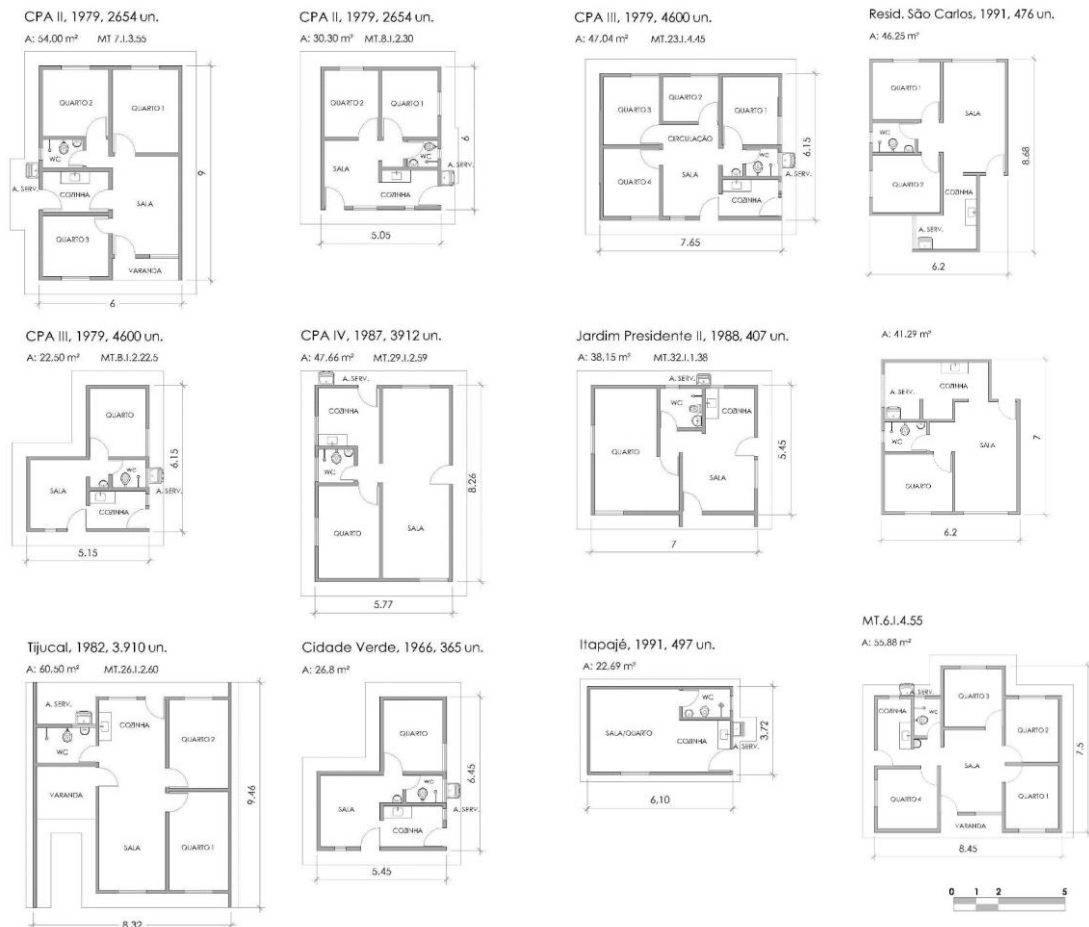 CPA II, 1979, 2654 un.
A: 54,00 m² MT 7.I.3.55
QUARTO 2
QUARTO 1
WC
A. SERV.
COZINHA
SALA
QUARTO 3
VARANDA
9
6
CPA II, 1979, 2654 un.
A: 30.30 m² MT.8.I.2.30
QUARTO 2
QUARTO 1
WC
SALA
A. SERV.
COZINHA
6
5.05
CPA III, 1979, 4600 un.
A: 47,04 m² MT.23.I.4.45
QUARTO 3
QUARTO 2
QUARTO 1
CIRCULAÇÃO
WC
QUARTO 4
SALA
A. SERV.
COZINHA
6.15
7.65
Resid. São Carlos, 1991, 476 un.
A: 46.25 m²
QUARTO 1
SALA
WC
QUARTO 2
COZINHA
A. SERV.
8.68
6.2
CPA III, 1979, 4600 un.
A: 22,50 m² MT.B.I.2.22.5
QUARTO
SALA
WC
A. SERV.
COZINHA
6.15
5.15
CPA IV, 1987, 3912 un.
A: 47,66 m² MT.29.I.2.59
A. SERV.
COZINHA
WC
QUARTO
SALA
8.26
5.77
Jardim Presidente II, 1988, 407 un.
A: 38,15 m² MT.32.I.1.38
A. SERV.
WC
COZINHA
QUARTO
SALA
5.45
7
A: 41.29 m²
A. SERV.
COZINHA
WC
SALA
QUARTO
7
6.2
Tijucal, 1982, 3.910 un.
A: 60,50 m² MT.26.I.2.60
A. SERV.
COZINHA
WC
QUARTO 2
VARANDA
SALA
QUARTO 1
9.46
8.32
Cidade Verde, 1966, 365 un.
A: 26,8 m²
QUARTO
SALA
WC
A. SERV.
COZINHA
6.45
5.45
Itapajé, 1991, 497 un.
A: 22,69 m²
WC
SALA/QUARTO
COZINHA
A. SERV.
3.72
6,10
MT.6.I.4.55
A: 55,88 m²
A. SERV.
COZINHA
WC
QUARTO 3
QUARTO 2
SALA
QUARTO 4
QUARTO 1
VARANDA
7.5
8.45
0 1 2 5